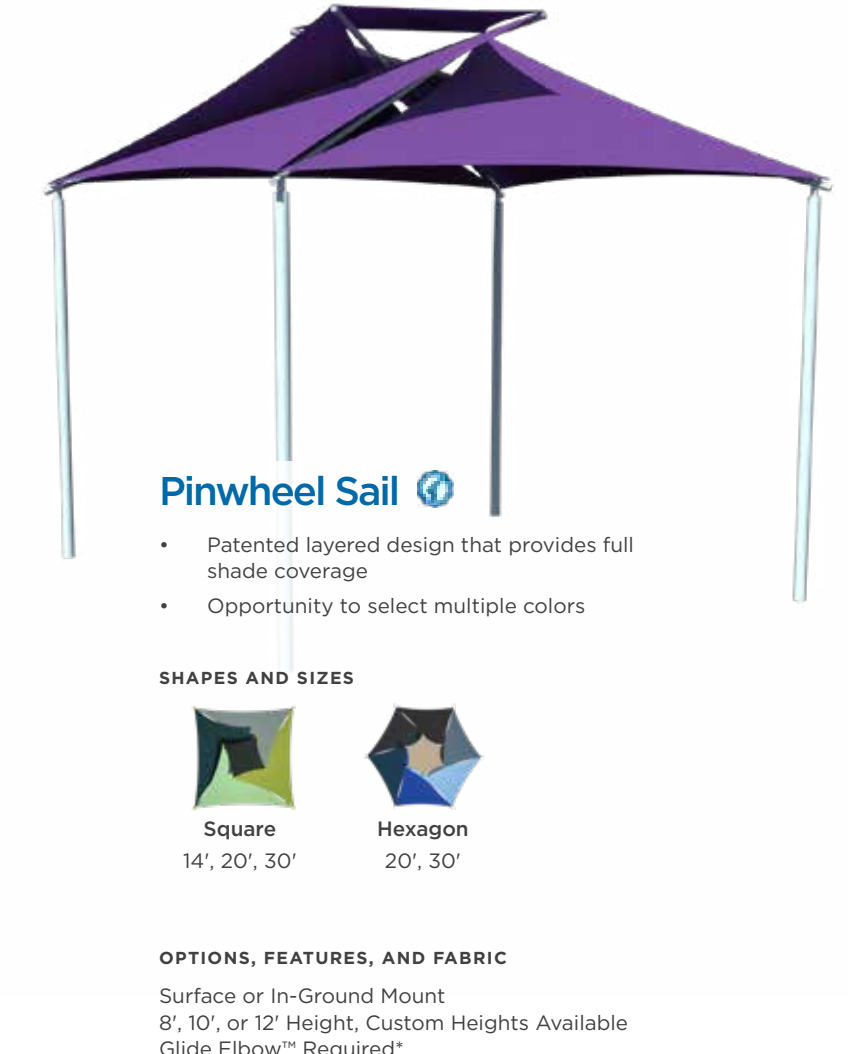 Pinwheel Sail
• Patented layered design that provides full
shade coverage
• Opportunity to select multiple colors
SHAPES AND SIZES
Square
Hexagon
14', 20', 30'
20', 30'
OPTIONS, FEATURES, AND FABRIC
Surface or In-Ground Mount
8', 10', or 12' Height, Custom Heights Available
Glide Elbow™ Required*